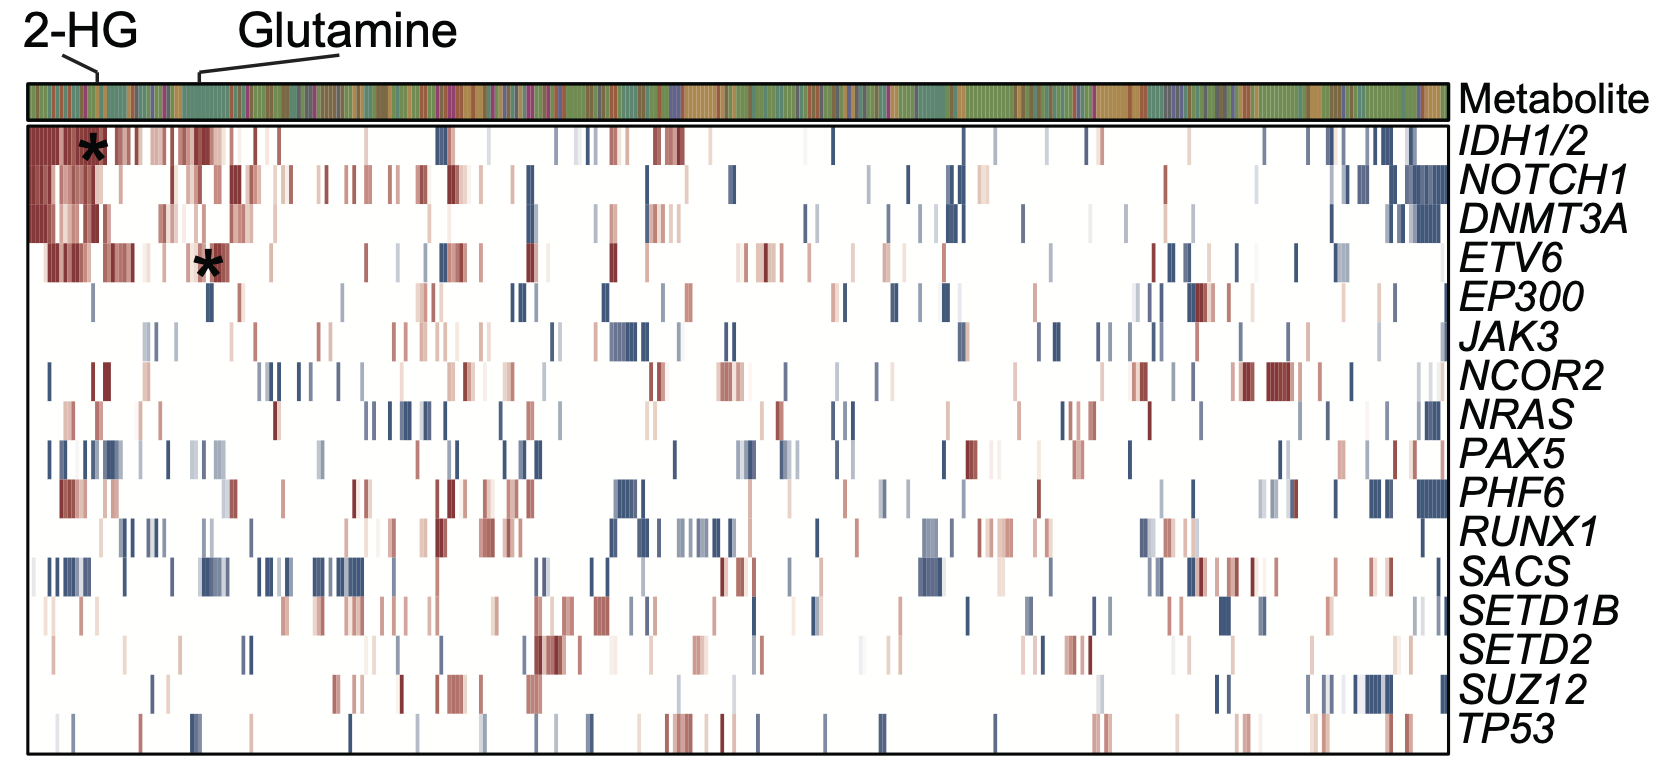 2-HG Glutamine
Metabolite
*
IDH1/2
NOTCH1
DNMT3A
*
ETV6
EP300
JAK3
NCOR2
NRAS
PAX5
PHF6
RUNX1
SACS
SETD1B
SETD2
SUZ12
TP53